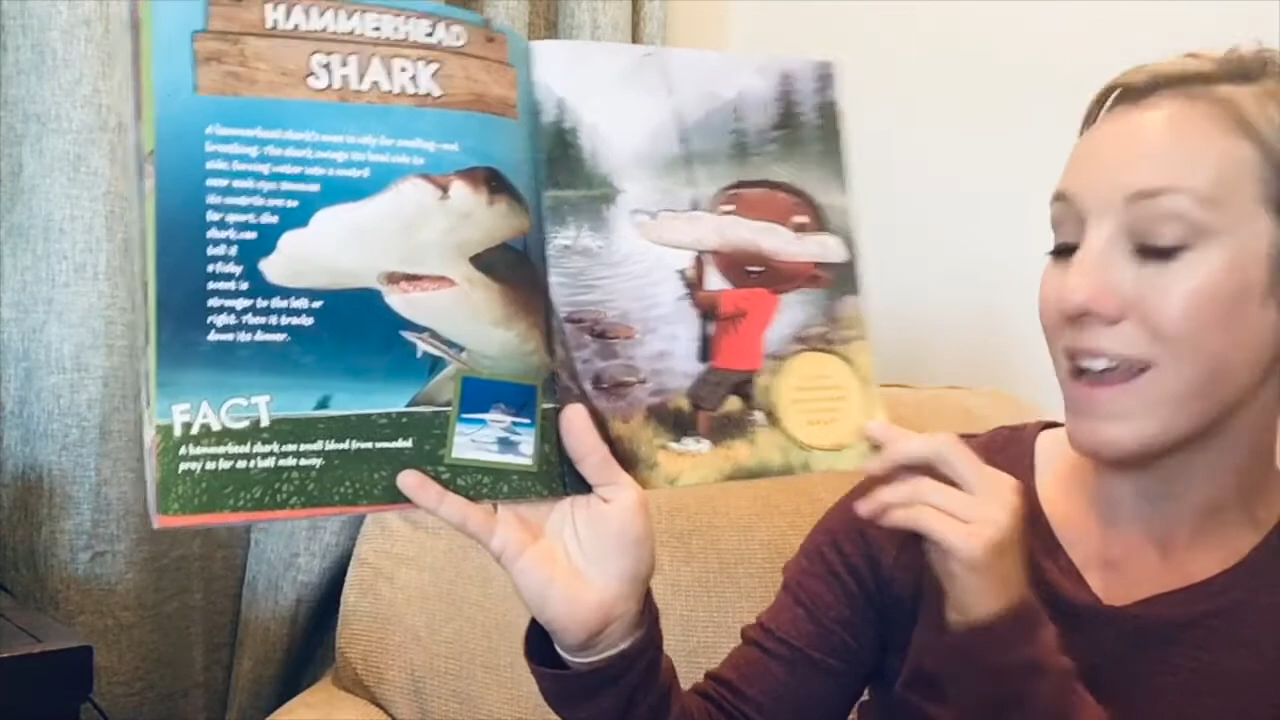 HAMMERHEAD
SHARK
A hammerhead shark's nose is only for smelling—not
breathing. The shark swings its head side to
side, forcing water into a nostril
near each eye. Because
its nostrils are so
far apart, the
shark can
tell if
a fishy
scent is
stronger to the left or
right. Then it tracks
down its dinner.
FACT
A hammerhead shark can smell blood from wounded
prey as far as a half mile away.